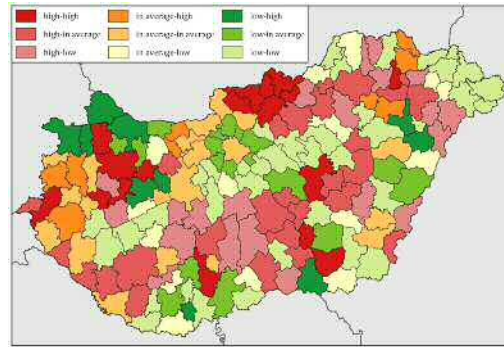 high-high
in average-high
low-high
high-in average
in average-in average
low-in average
high-low
in average-low
low-low